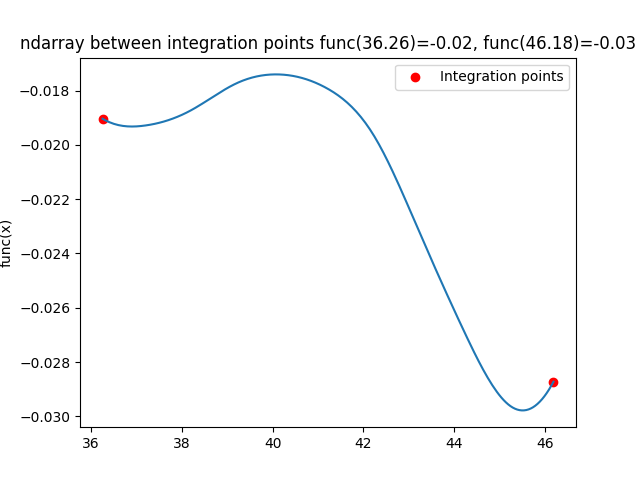 ndarray between integration points func(36.26)=-0.02, func(46.18)=-0.03
Integration points
func(x)
−0.018
−0.020
−0.022
−0.024
−0.026
−0.028
−0.030
36 38 40 42 44 46